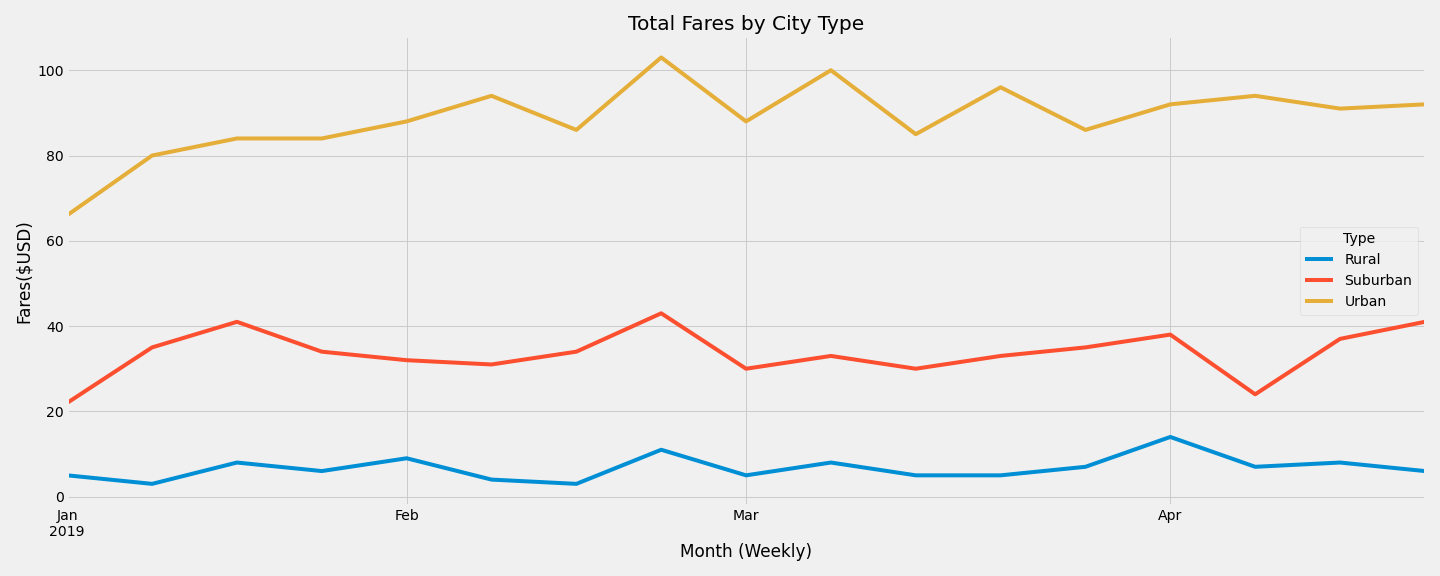 Total Fares by City Type
Fares($USD)
100
80
60
40
20
0
Type
Rural
Suburban
Urban
Jan
2019
Feb
Mar
Apr
Month (Weekly)